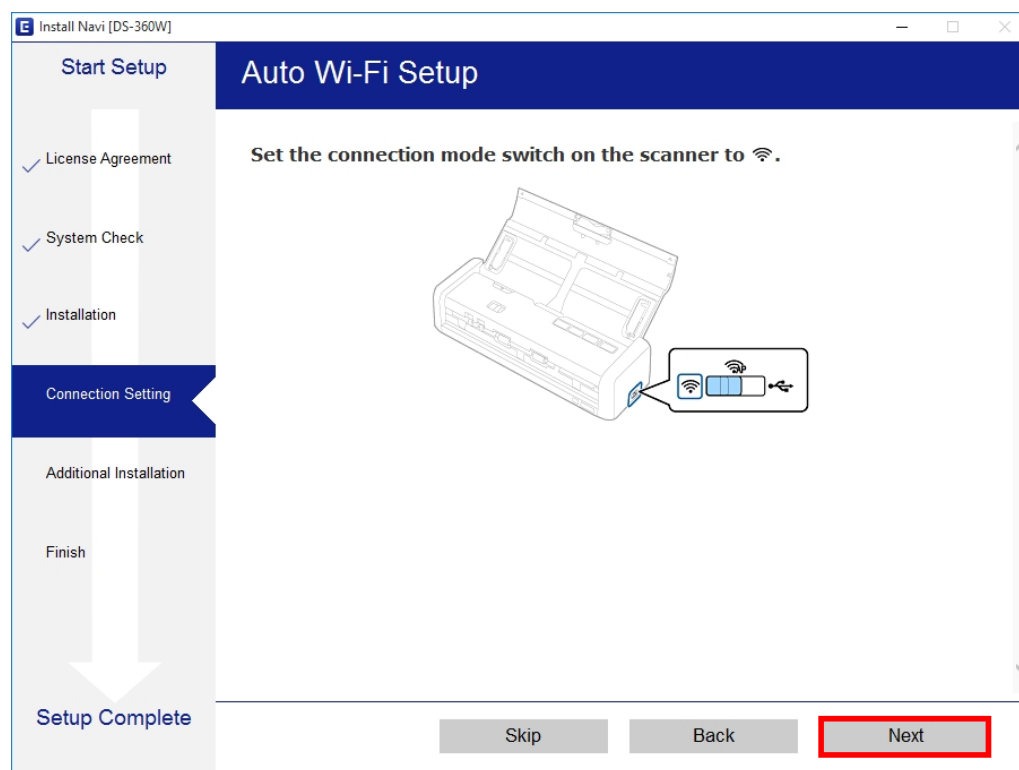 Install Navi [DS-360W]
Start Setup
Auto Wi-Fi Setup
License Agreement
System Check
Installation
Connection Setting
Additional Installation
Finish
Setup Complete
Set the connection mode switch on the scanner to .
Skip
Back
Next